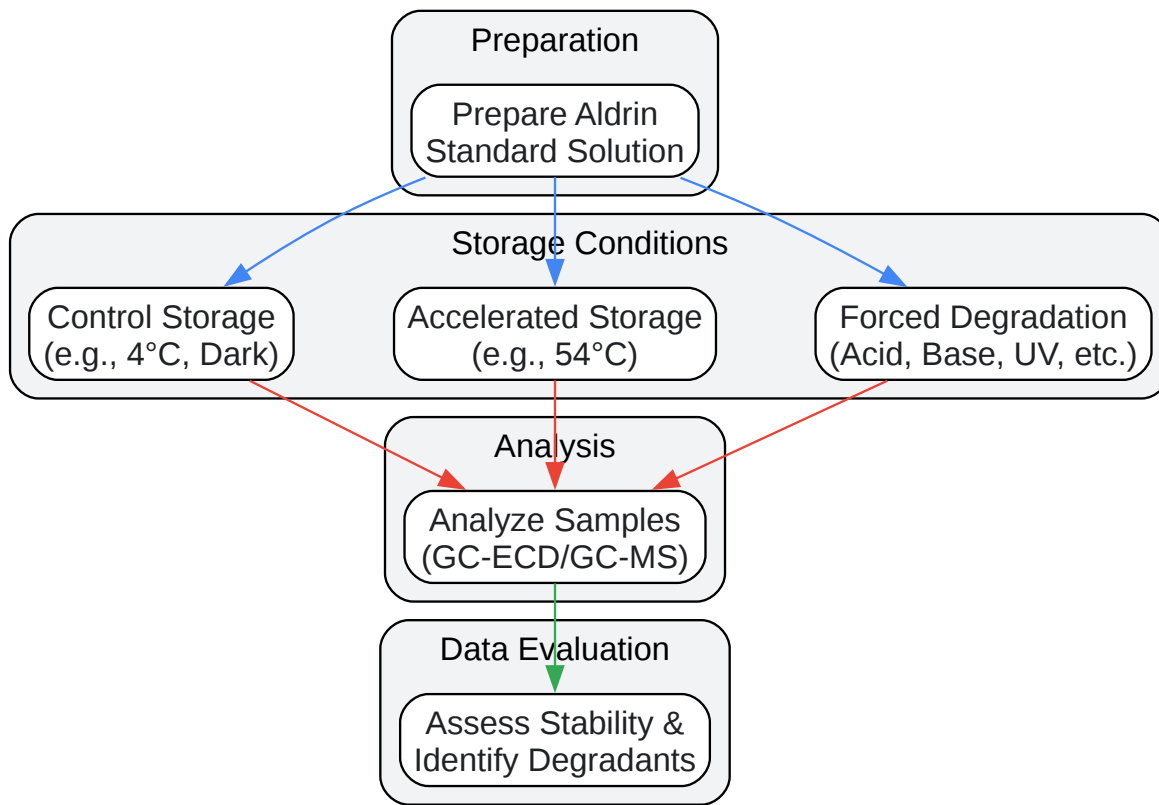 Preparation
Prepare Aldrin
Standard Solution
Storage Conditions
Control Storage
(e.g., 4°C, Dark)
Accelerated Storage
(e.g., 54°C)
Forced Degradation
(Acid, Base, UV, etc.)
Analysis
Analyze Samples
(GC-ECD/GC-MS)
Data Evaluation
Assess Stability &
Identify Degradants